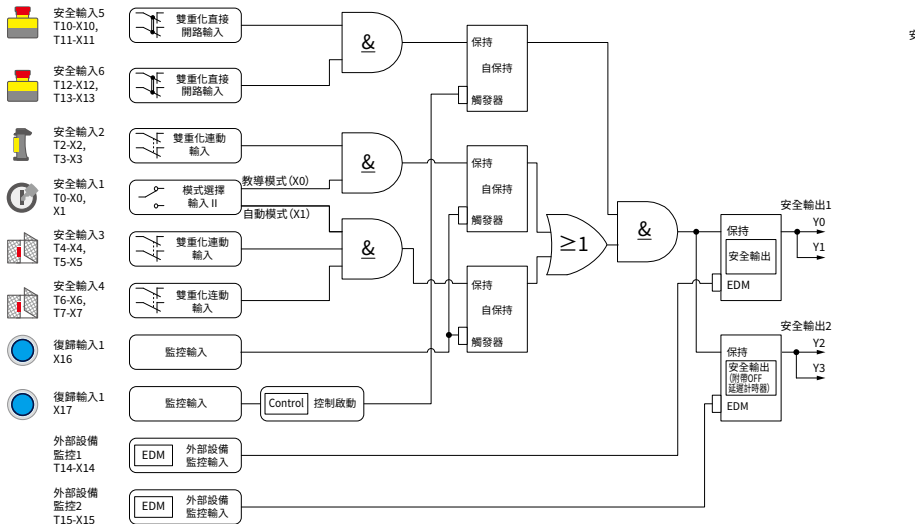 安全輸入5
T10-X10,
T11-X11
雙重化直接
開路輸入
&
保持
自保持
觸發器
安
安全輸入6
T12-X12,
T13-X13
雙重化直接
開路輸入
安全輸入2
T2-X2,
T3-X3
雙重化連動
輸入
&
保持
自保持
觸發器
安全輸入1
T0-X0,
X1
模式選擇
輸入 II
教導模式(X0)
自動模式(X1)
安全輸入3
T4-X4,
T5-X5
雙重化連動
輸入
&
≥1
&
安全輸出1
保持
安全輸出
EDM
Y0
Y1
安全輸入4
T6-X6,
T7-X7
雙重化连動
輸入
保持
自保持
觸發器
復歸輸入1
X16
監控輸入
安全輸出2
保持
安全輸出
(附帶OFF
延遲計時器)
EDM
Y2
Y3
復歸輸入1
X17
監控輸入
Control 控制啟動
外部設備
監控1
T14-X14
EDM
外部設備
監控輸入
外部設備
監控2
T15-X15
EDM
外部設備
監控輸入